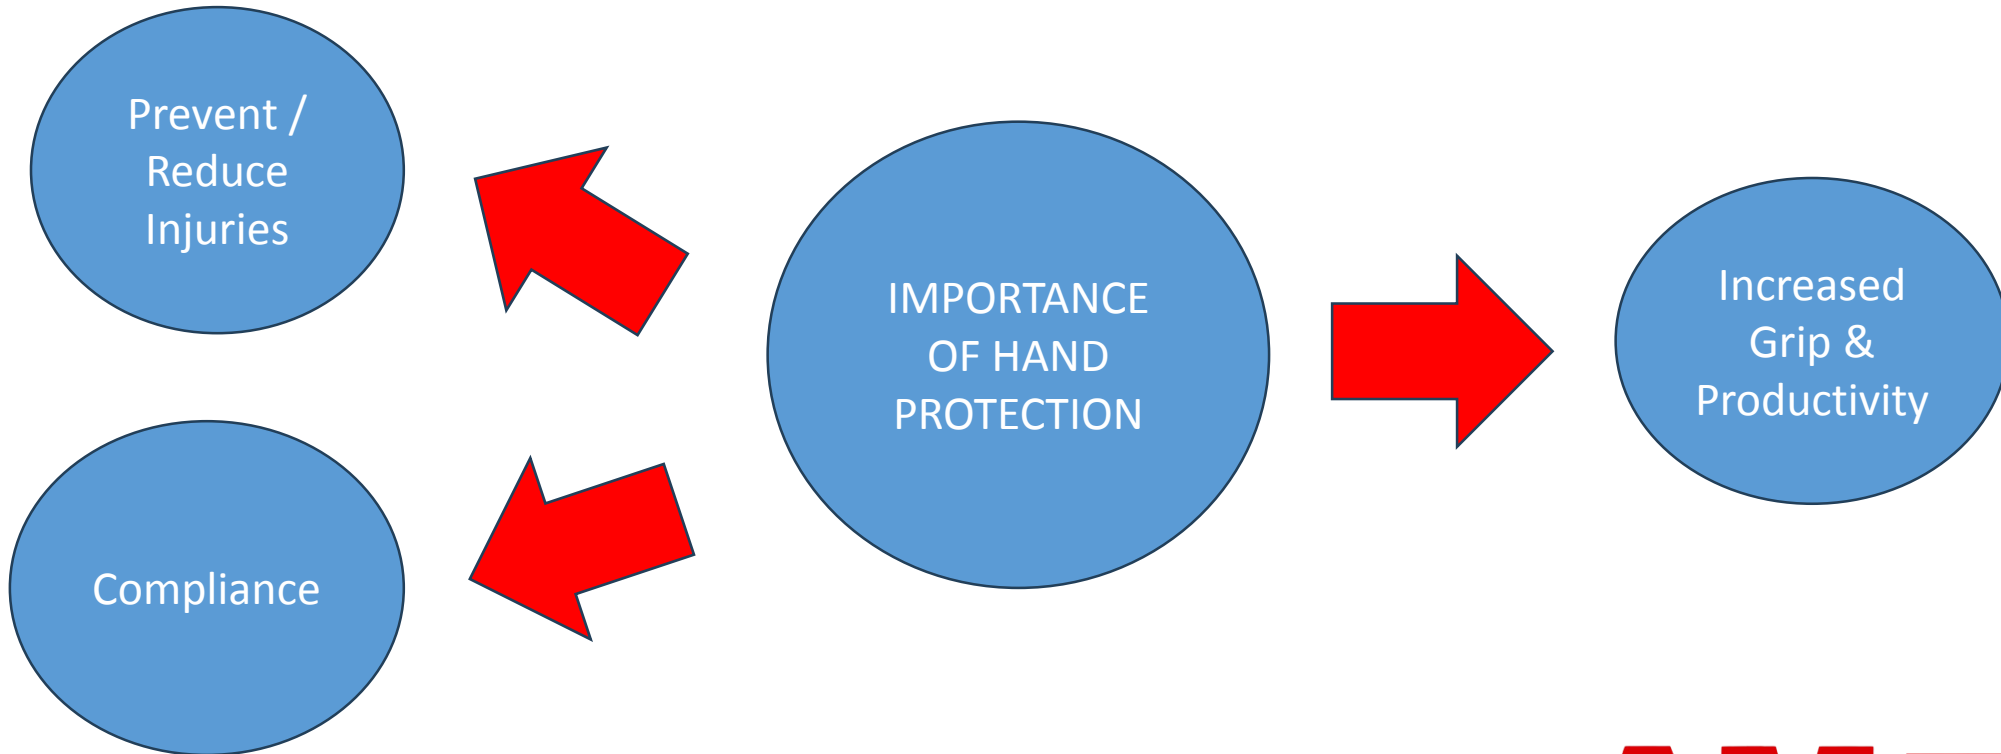 Prevent /
Reduce
Injuries
IMPORTANCE
OF HAND
PROTECTION
Increased
Grip &
Productivity
Compliance